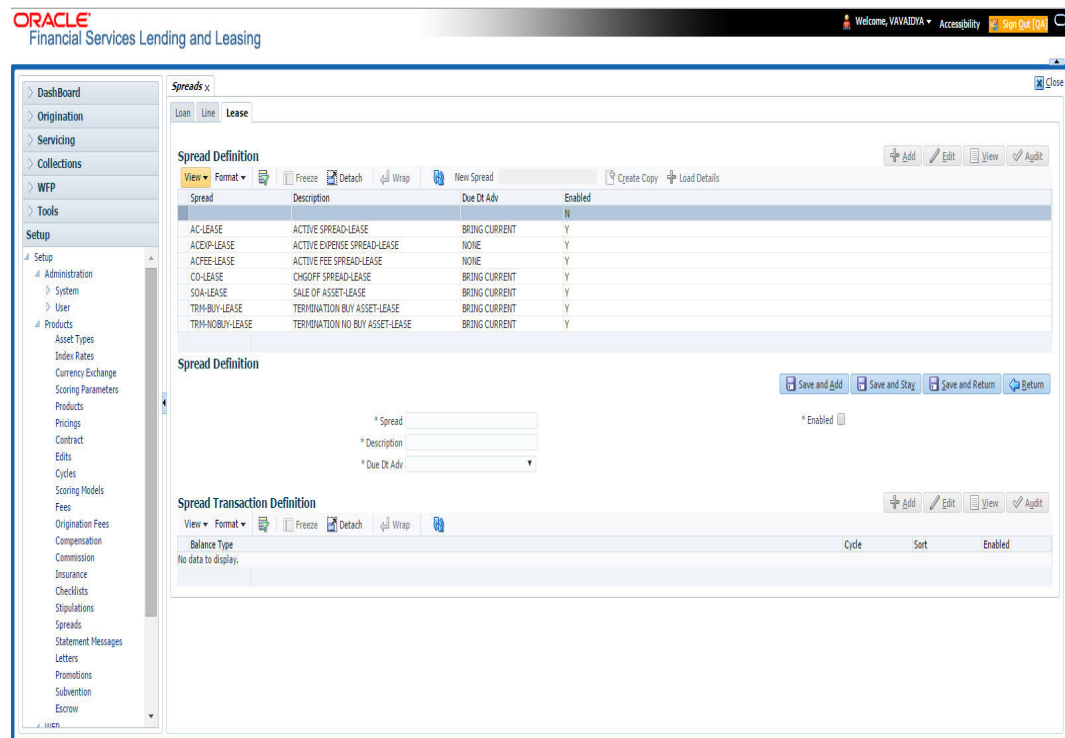 ORACLE
Financial Services Lending and Leasing
Welcome, VAVAIDYA Accessibility Sign Out [QA]
DashBoard
Origination
Servicing
Collections
WFP
Tools
Setup
Setup
Administration
System
User
Products
Asset Types
Index Rates
Currency Exchange
Scoring Parameters
Products
Pricings
Contract
Edits
Cycles
Scoring Models
Fees
Origination Fees
Compensation
Commission
Insurance
Checklists
Stipulations
Spreads
Statement Messages
Letters
Promotions
Subvention
Escrow
WFP
Spreads x
Close
Loan Line Lease
Spread Definition
Add Edit View Audit
View Format Freeze Detach Wrap New Spread Create Copy Load Details
Spread Description Due Dt Adv Enabled
N
AC-LEASE ACTIVE SPREAD-LEASE BRING CURRENT Y
ACEXP-LEASE ACTIVE EXPENSE SPREAD-LEASE NONE Y
ACFEE-LEASE ACTIVE FEE SPREAD-LEASE NONE Y
CO-LEASE CHGOFF SPREAD-LEASE BRING CURRENT Y
SOA-LEASE SALE OF ASSET-LEASE BRING CURRENT Y
TRM-BUY-LEASE TERMINATION BUY ASSET-LEASE BRING CURRENT Y
TRM-NOBUY-LEASE TERMINATION NO BUY ASSET-LEASE BRING CURRENT Y
Spread Definition
Save and Add Save and Stay Save and Return Return
* Spread
* Enabled
* Description
* Due Dt Adv
Spread Transaction Definition
Add Edit View Audit
View Format Freeze Detach Wrap
Balance Type Cycle Sort Enabled
No data to display.